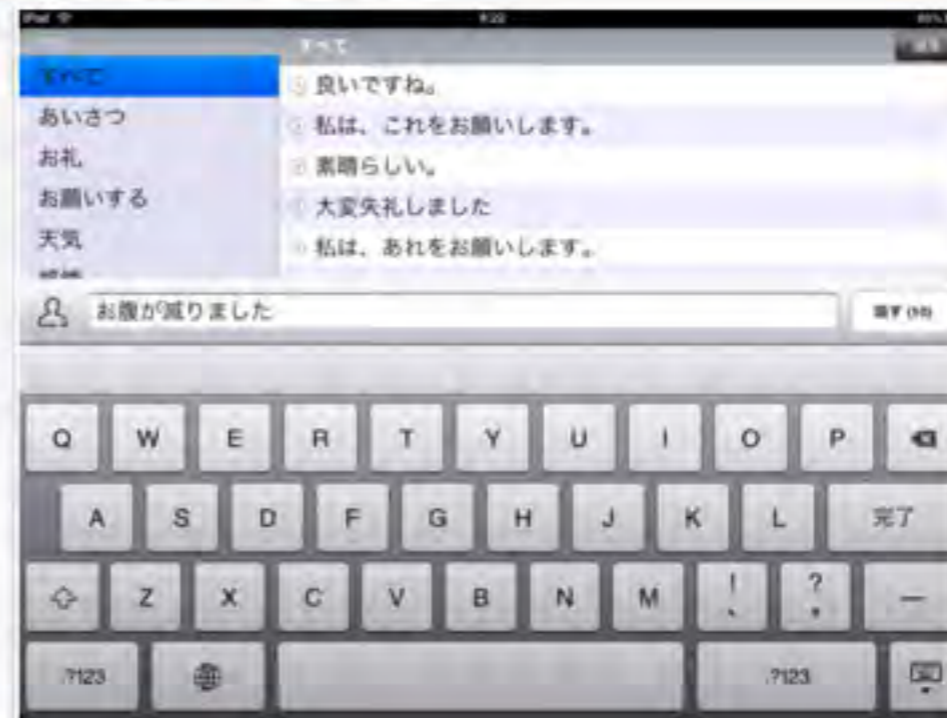 iPad
すべて
すべて
良いですね。
あいさつ
私は、これをお願いします。
お礼
素晴らしい。
お願いする
大変失礼しました
天気
私は、あれをお願いします。
お腹が減りました
Q W E R T Y U I O P
A S D F G H J K L 完了
Z X C V B N M ! 、 ? 。 ー
.?123 .?123